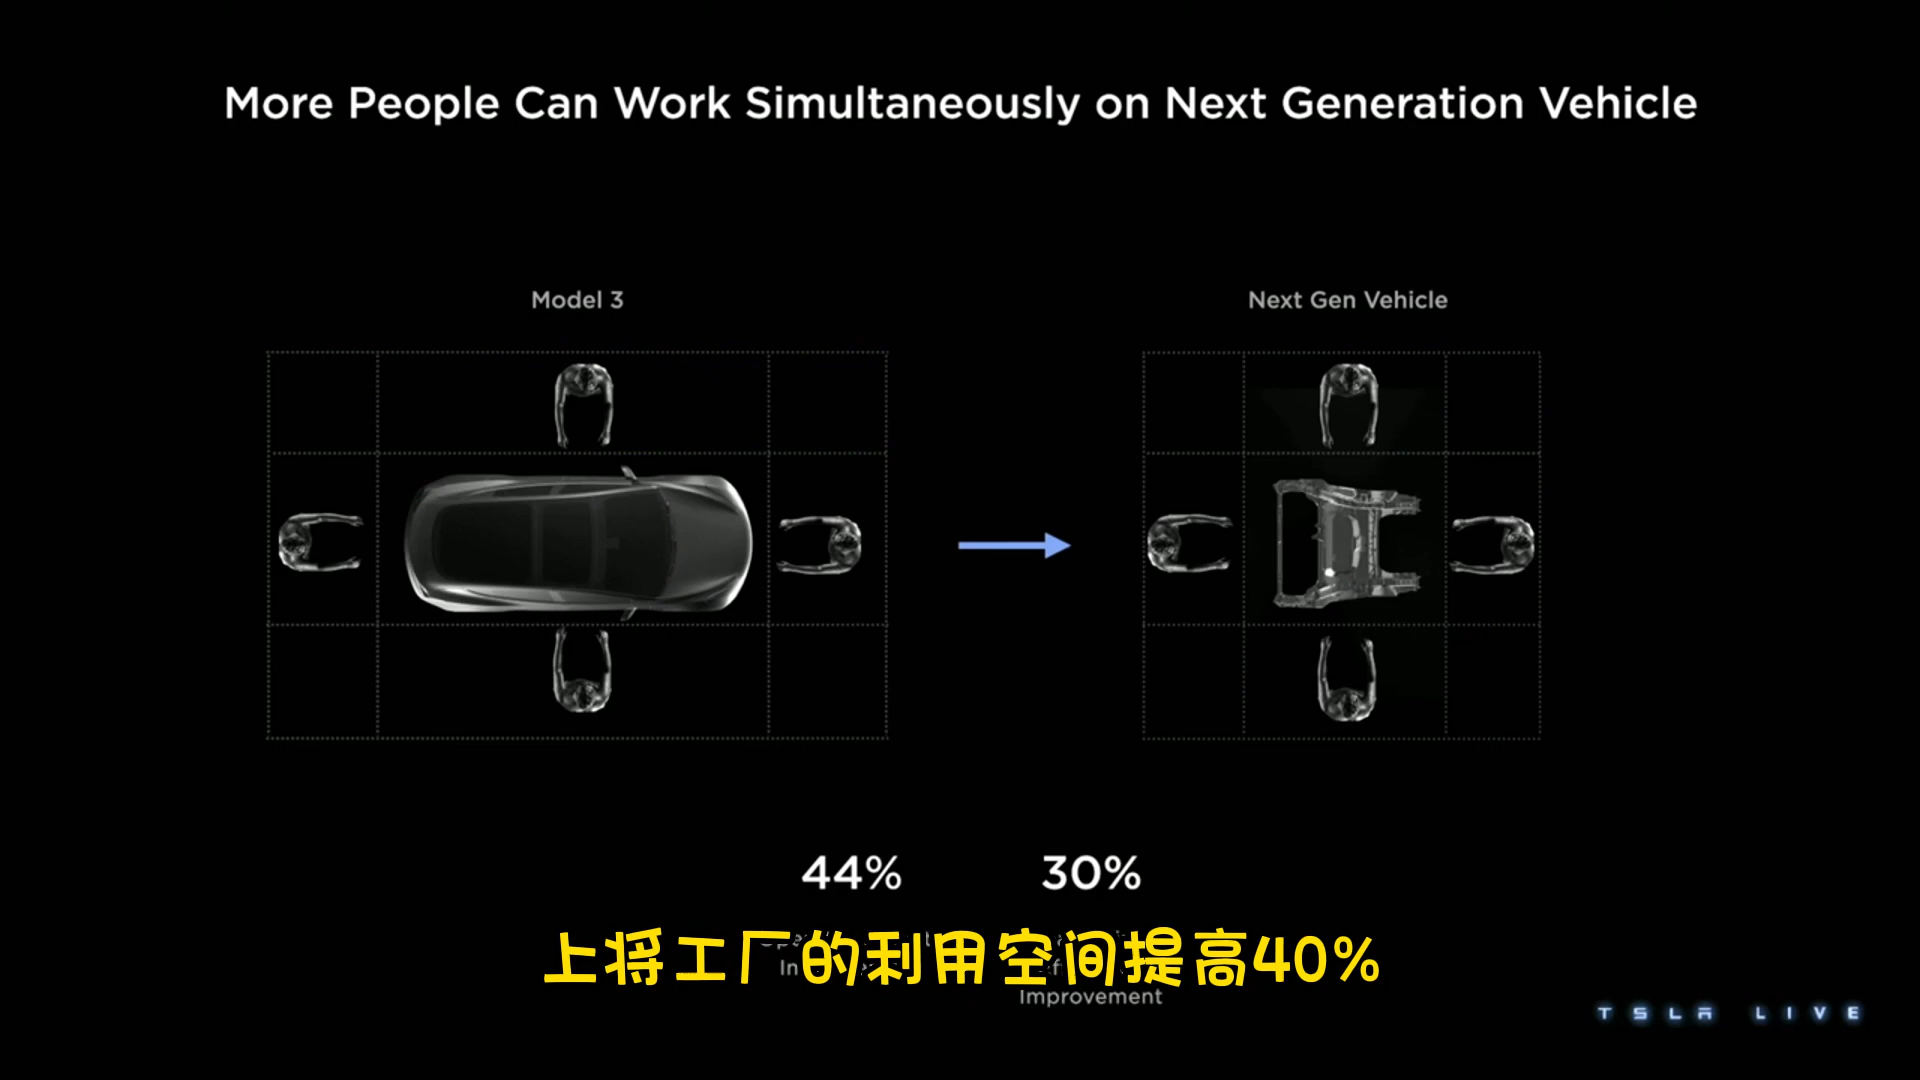 More People Can Work Simultaneously on Next Generation Vehicle
Model 3
Next Gen Vehicle
44%
30%
上将工厂的利用空间提高40%
Improvement
TSLA LIVE